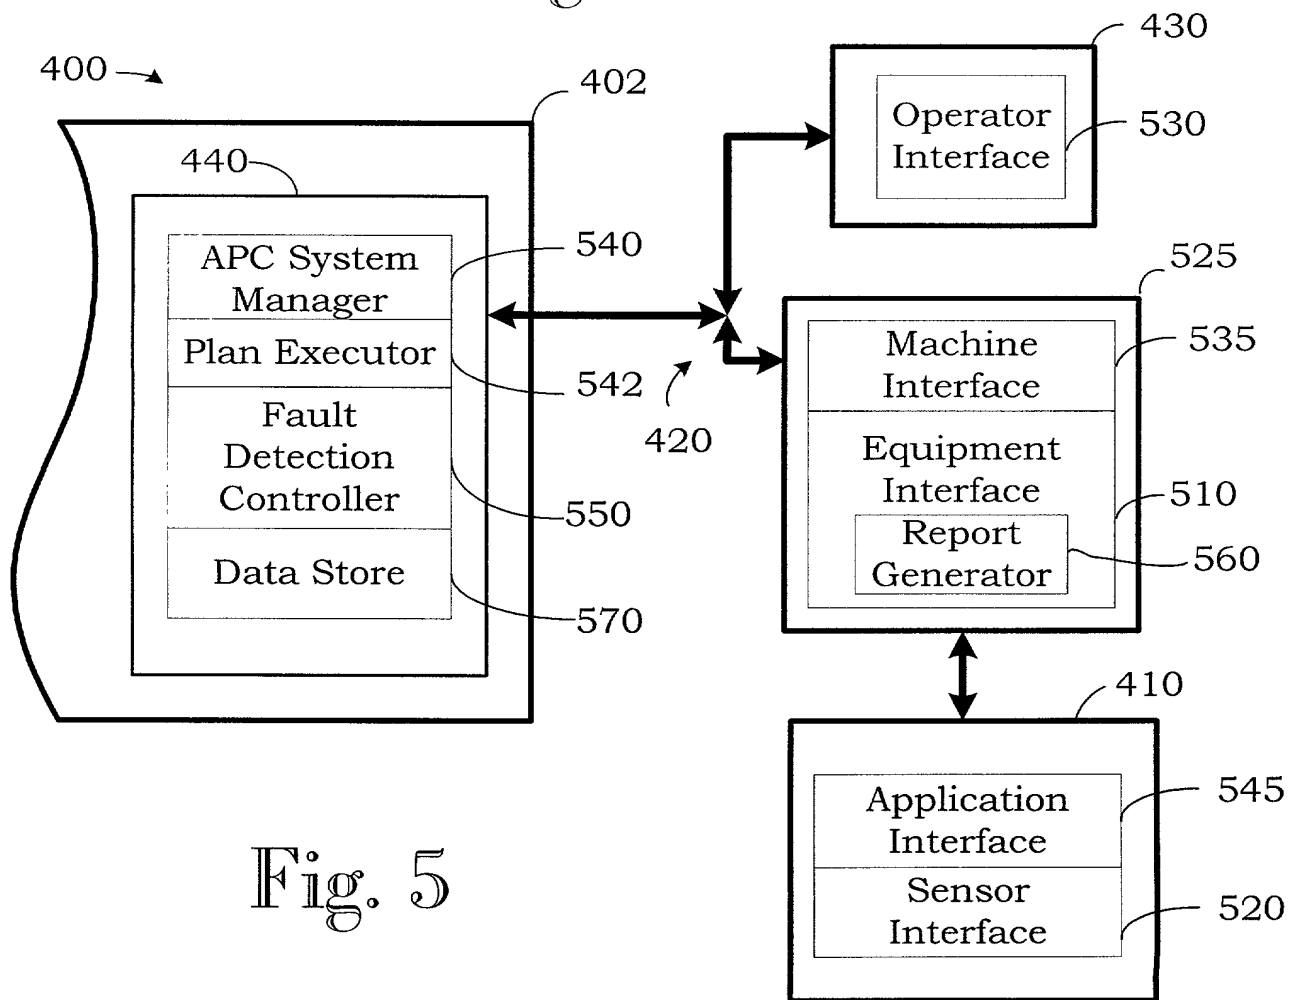 430
400
402
Operator
Interface
530
440
APC System
Manager
540
525
Plan Executor
542
Machine
Interface
535
420
Fault
Detection
Controller
550
Equipment
Interface
510
Report
Generator
560
Data Store
570
410
Application
Interface
545
Sensor
Interface
520
Fig. 5